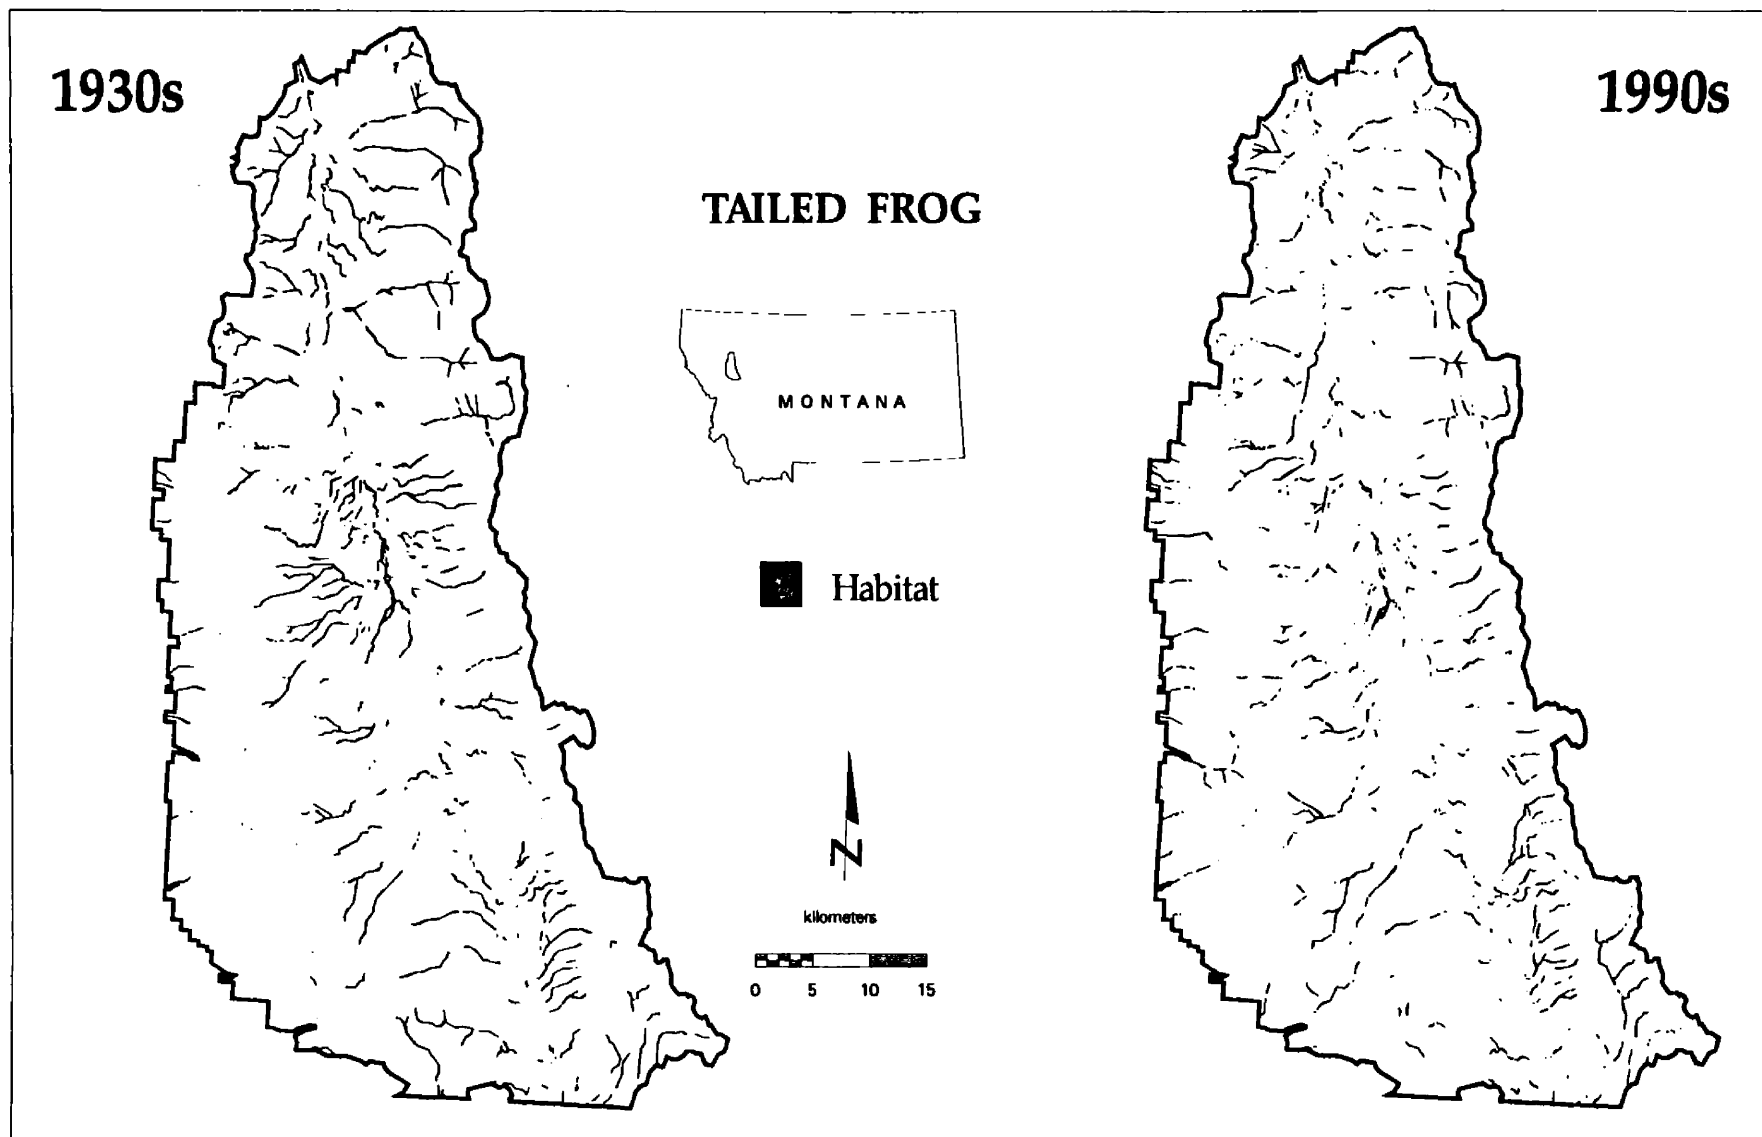 1930s
1990s
TAILED FROG
MONTANA
Habitat
N
kilometers
0 5 10 15